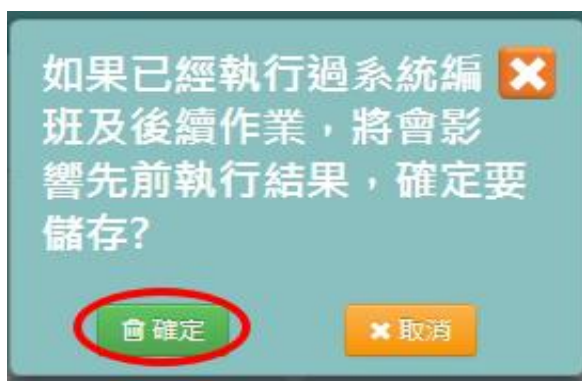 如果已經執行過系統編
班及後續作業，將會影
響先前執行結果，確定要
儲存?
確定
取消